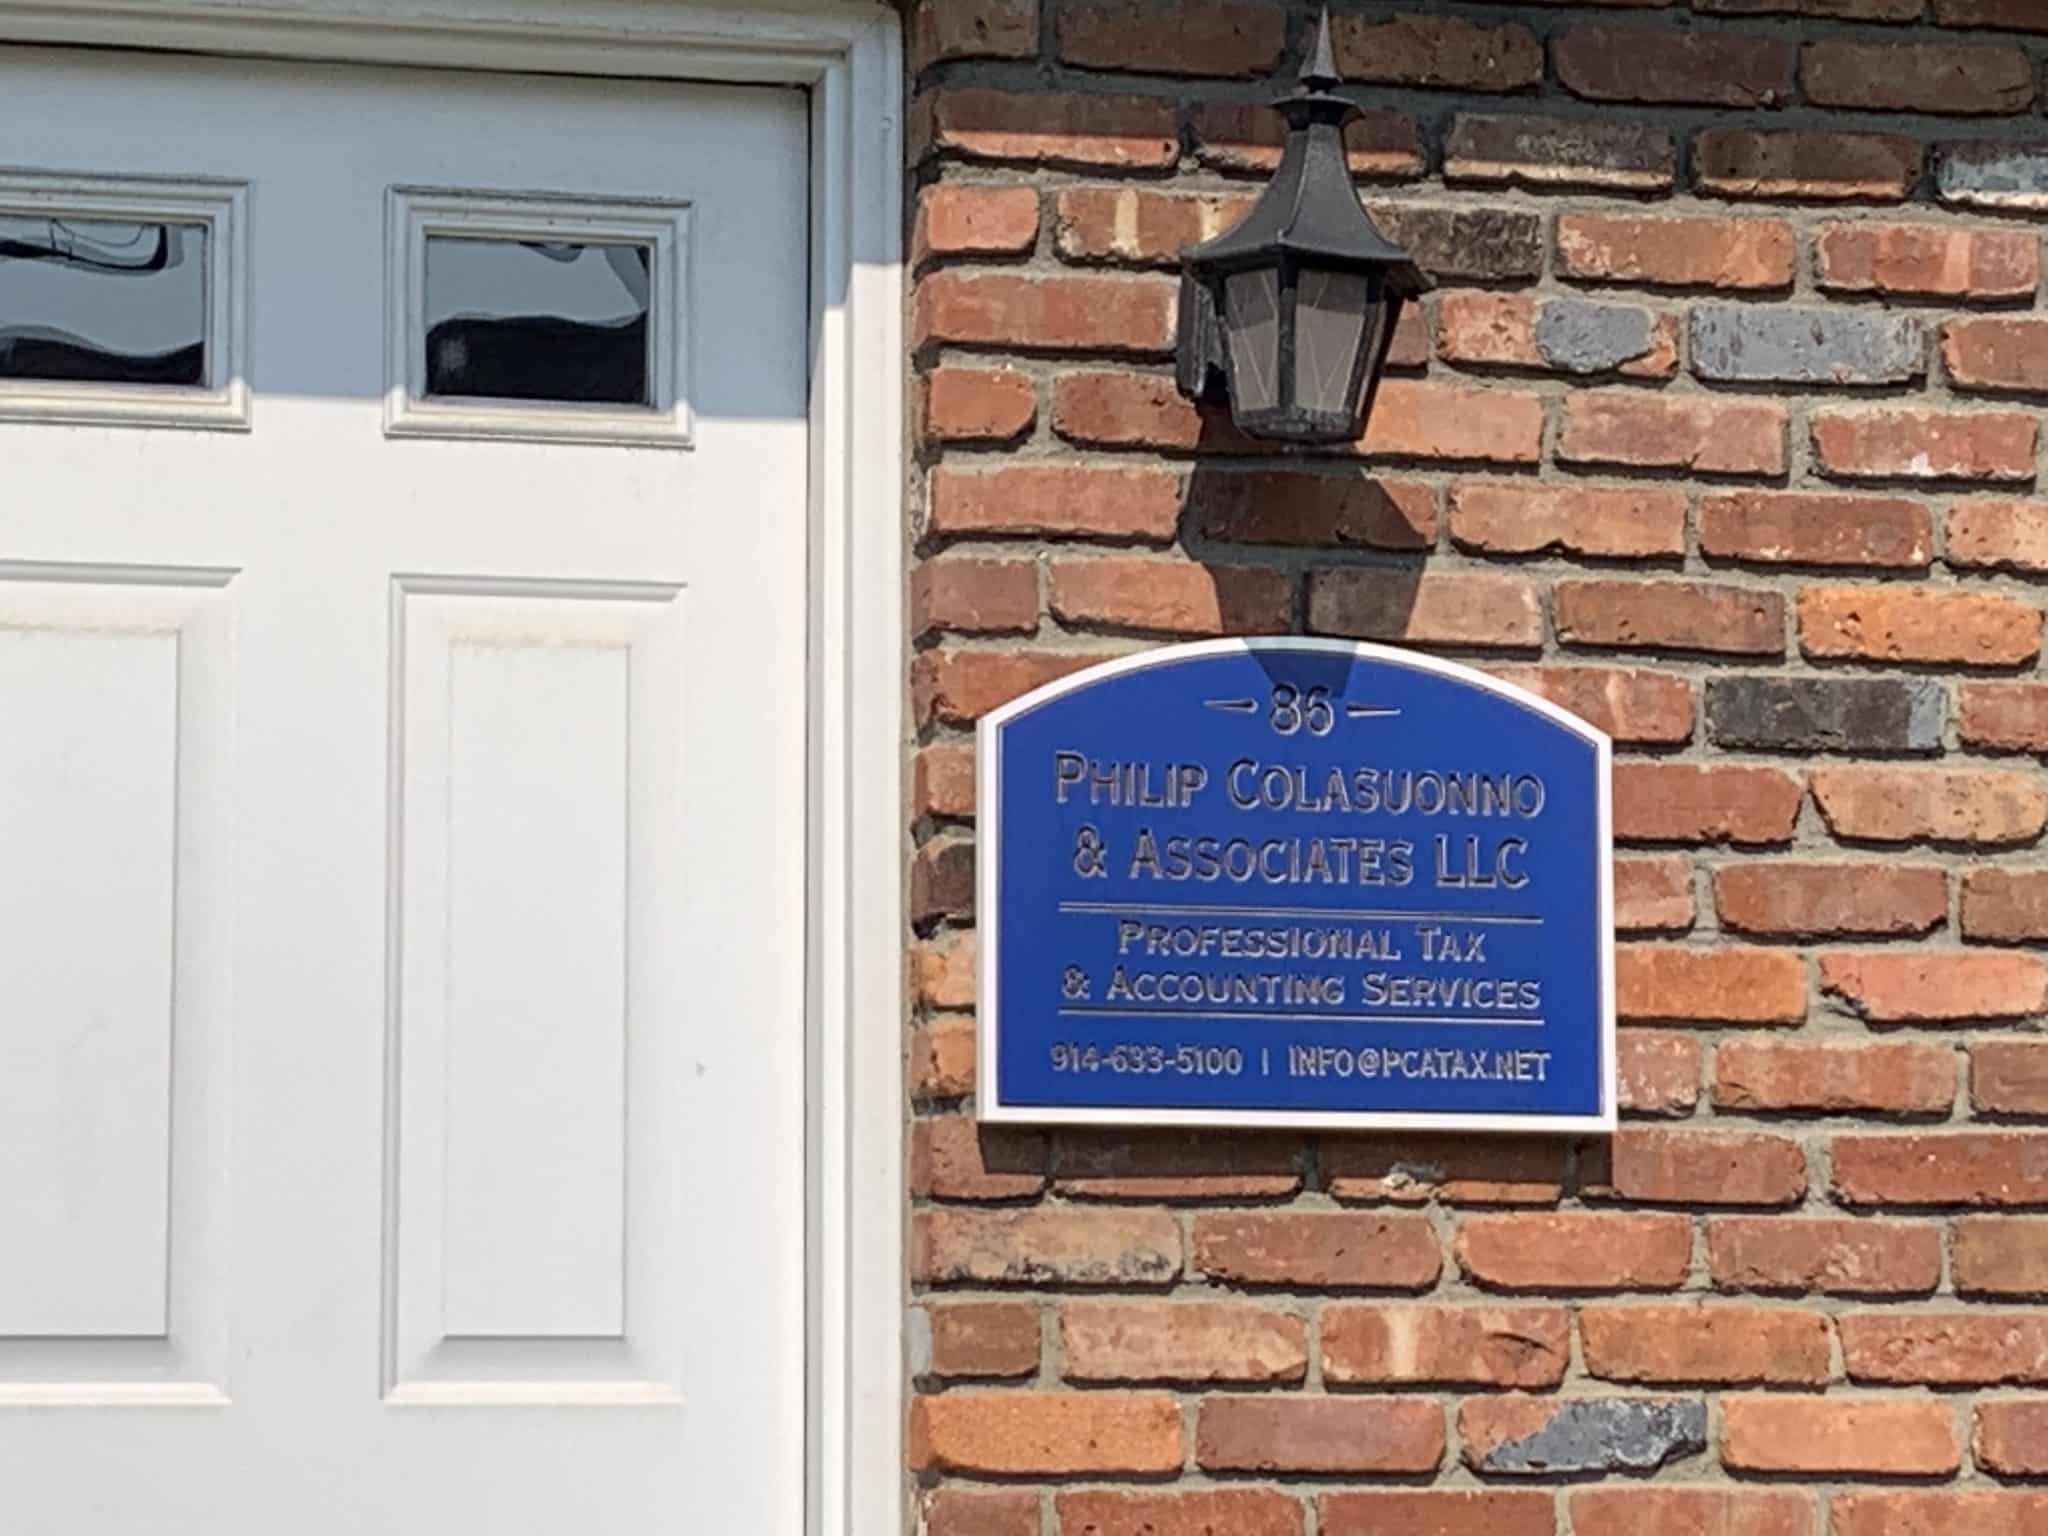 86
PHILIP COLASUONNO
& ASSOCIATES LLC
PROFESSIONAL TAX
& ACCOUNTING SERVICES
914-633-5100 | INFO@PCATAX.NET